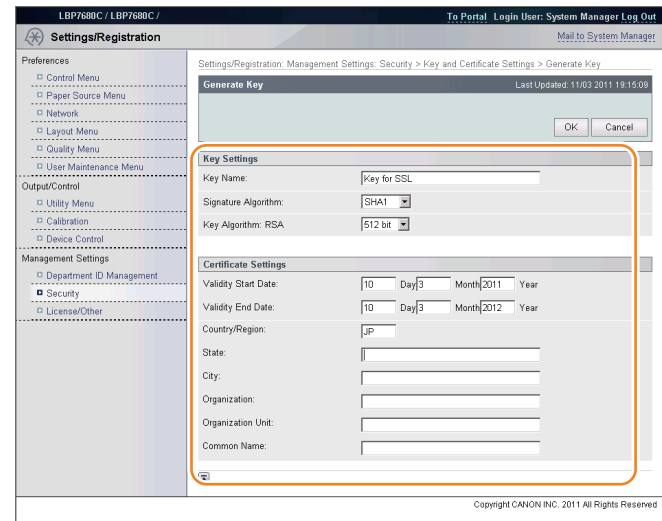 LBP7680C / LBP7680C /
To Portal Login User: System Manager Log Out
Settings/Registration
Mail to System Manager
Preferences
Control Menu
Paper Source Menu
Network
Layout Menu
Quality Menu
User Maintenance Menu
Output/Control
Utility Menu
Calibration
Device Control
Management Settings
Department ID Management
Security
License/Other
Settings/Registration: Management Settings: Security > Key and Certificate Settings > Generate Key
Generate Key
Last Updated: 11/03 2011 19:15:09
OK Cancel
Key Settings
Key Name: Key for SSL
Signature Algorithm: SHA1
Key Algorithm: RSA 512 bit
Certificate Settings
Validity Start Date: 10 Day 3 Month 2011 Year
Validity End Date: 10 Day 3 Month 2012 Year
Country/Region: JP
State:
City:
Organization:
Organization Unit:
Common Name:
Copyright CANON INC. 2011 All Rights Reserved